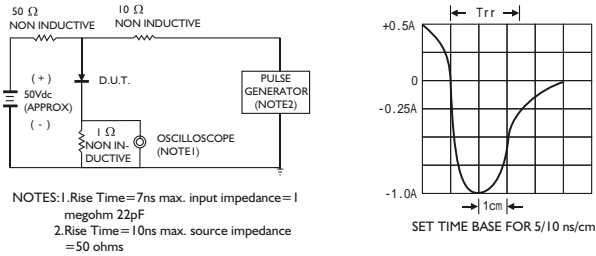 50 Ω
NON INDUCTIVE
10 Ω
NON INDUCTIVE
(+)
50Vdc
(APPROX)
(-)
D.U.T.
PULSE
GENERATOR
(NOTE2)
1 Ω
NON IN-
DUCTIVE
OSCILLOSCOPE
(NOTE1)
NOTES:1.Rise Time=7ns max. input impedance=1
megohm 22pF
2.Rise Time=10ns max. source impedance
=50 ohms
Trr
+0.5A
0
-0.25A
-1.0A
1cm
SET TIME BASE FOR 5/10 ns/cm